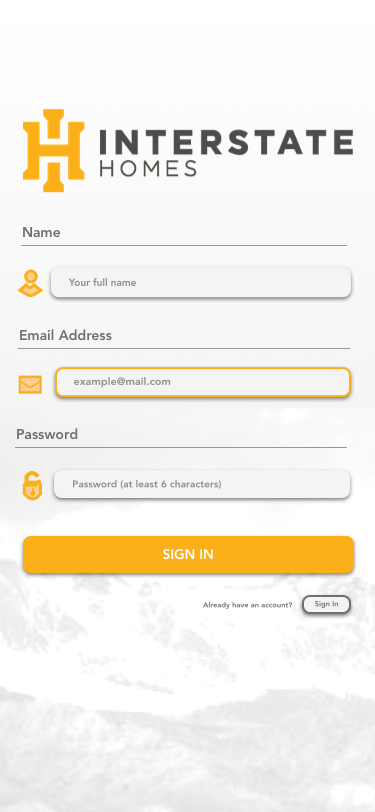 INTERSTATE
HOMES
Name
Your full name
Email Address
example@mail.com
Password
Password (at least 6 characters)
SIGN IN
Already have an account? Sign In